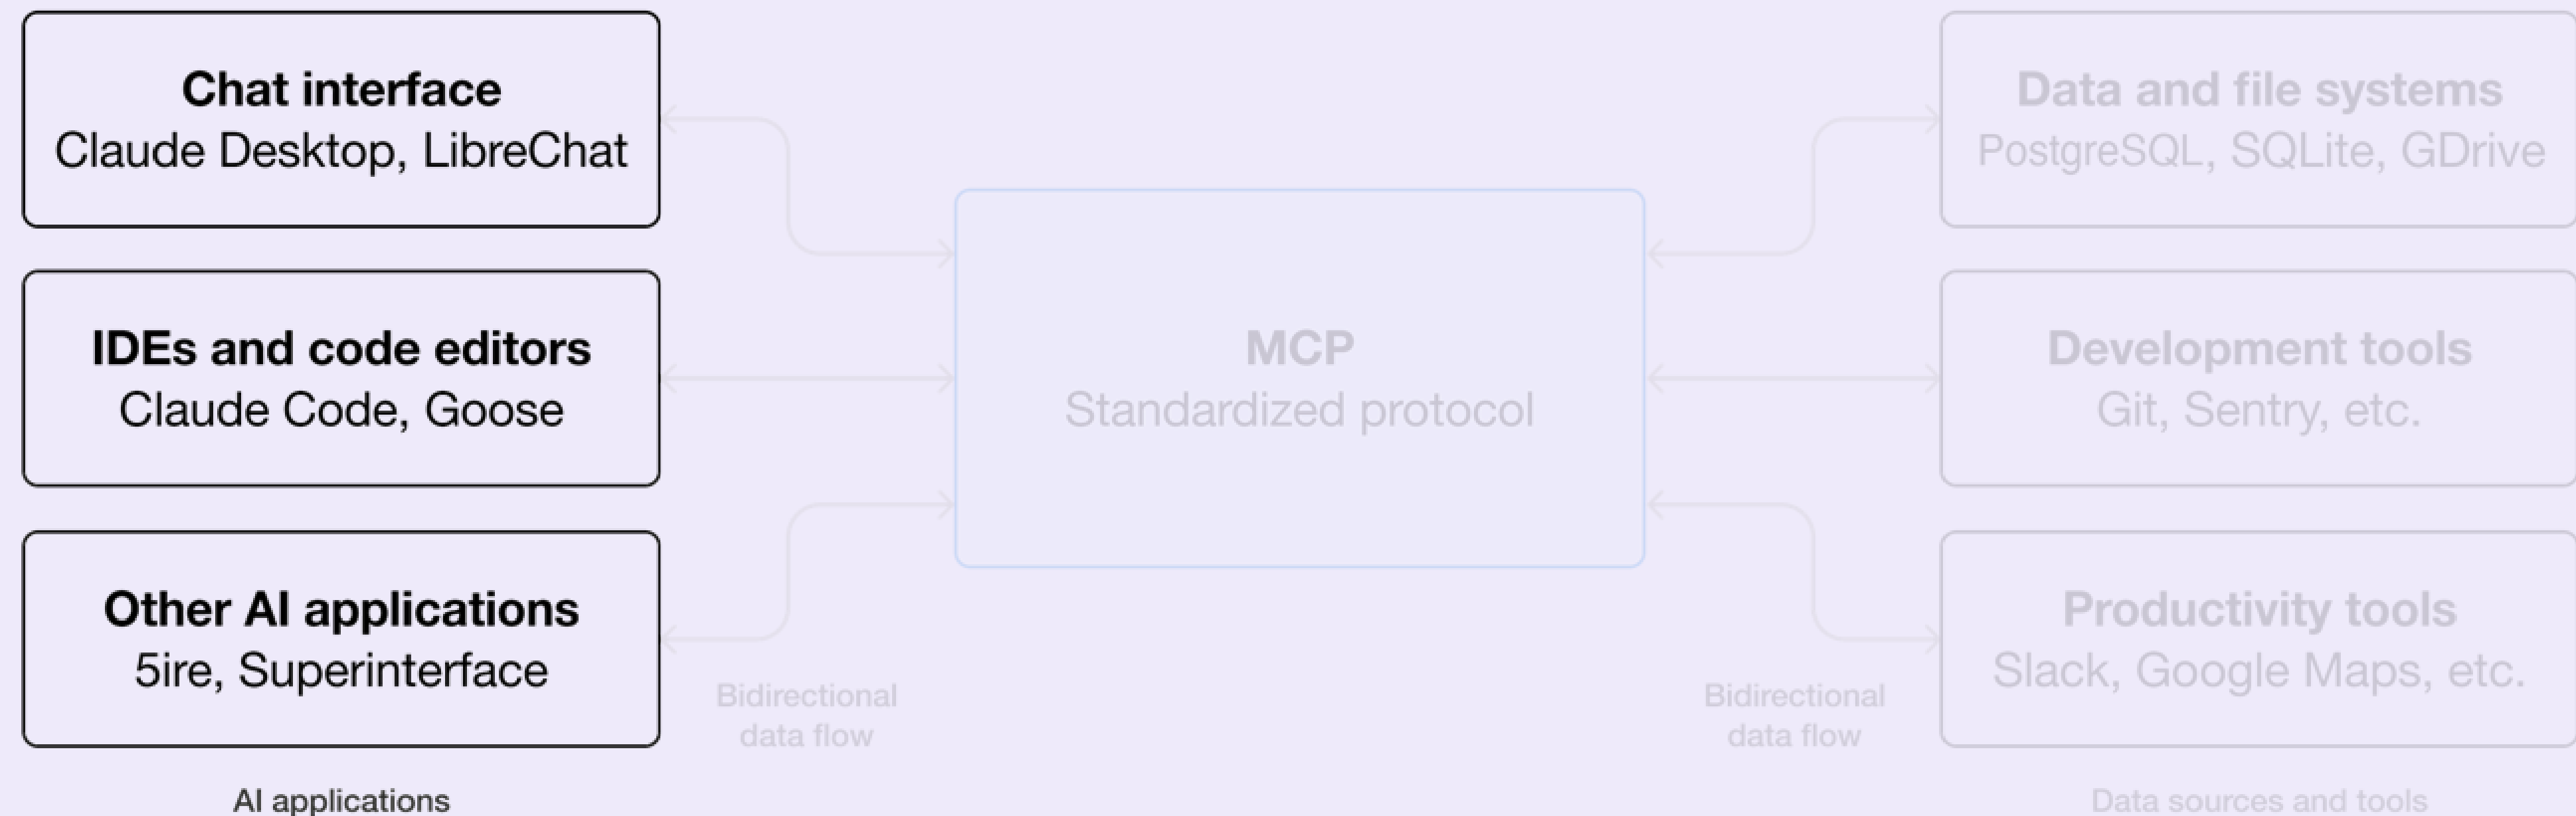 Chat interface
Claude Desktop, LibreChat
IDEs and code editors
Claude Code, Goose
Other AI applications
5ire, Superinterface
AI applications
Bidirectional
data flow
MCP
Standardized protocol
Bidirectional
data flow
Data and file systems
PostgreSQL, SQLite, GDrive
Development tools
Git, Sentry, etc.
Productivity tools
Slack, Google Maps, etc.
Data sources and tools